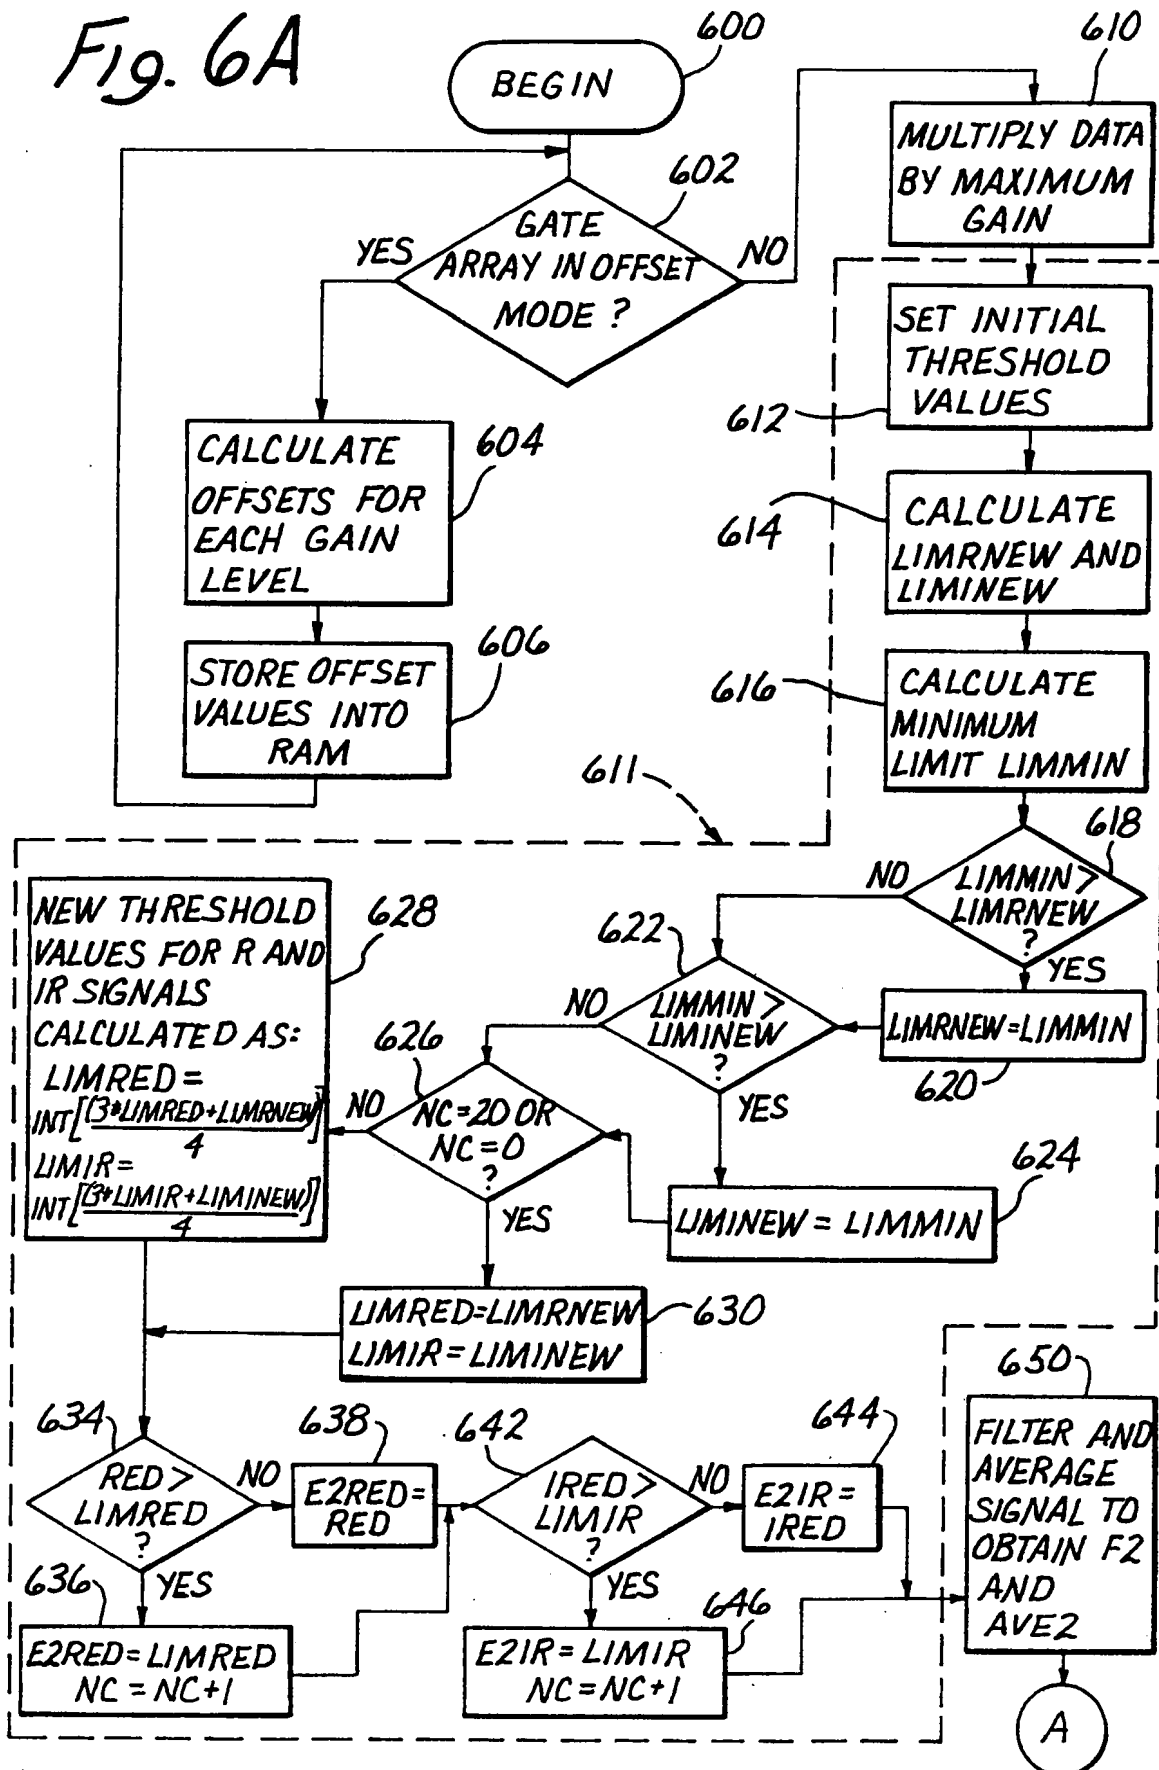 Fig. 6A
600
BEGIN
602
GATE
ARRAY IN OFFSET
MODE ?
YES
NO
604
CALCULATE
OFFSETS FOR
EACH GAIN
LEVEL
606
STORE OFFSET
VALUES INTO
RAM
610
MULTIPLY DATA
BY MAXIMUM
GAIN
611
612
SET INITIAL
THRESHOLD
VALUES
614
CALCULATE
LIMRNEW AND
LIMINEW
616
CALCULATE
MINIMUM
LIMIT LIMMIN
618
LIMMIN >
LIMRNEW
?
NO
YES
LIMRNEW=LIMMIN
620
622
LIMMIN >
LIMINEW
?
NO
YES
624
LIMINEW = LIMMIN
626
NC=20 OR
NC=0
?
NO
YES
628
NEW THRESHOLD
VALUES FOR R AND
IR SIGNALS
CALCULATED AS:
LIMRED =
INT[(3*LIMRED+LIMRNEW)]
4
LIMIR =
INT[(3*LIMIR+LIMINEW)]
4
630
LIMRED=LIMRNEW
LIMIR=LIMINEW
634
RED >
LIMRED
?
NO
YES
636
E2RED=LIMRED
NC=NC+1
638
E2RED=
RED
642
IRED >
LIMIR
?
NO
YES
644
E2IR=
IRED
646
E2IR=LIMIR
NC=NC+1
650
FILTER AND
AVERAGE
SIGNAL TO
OBTAIN F2
AND
AVE2
A